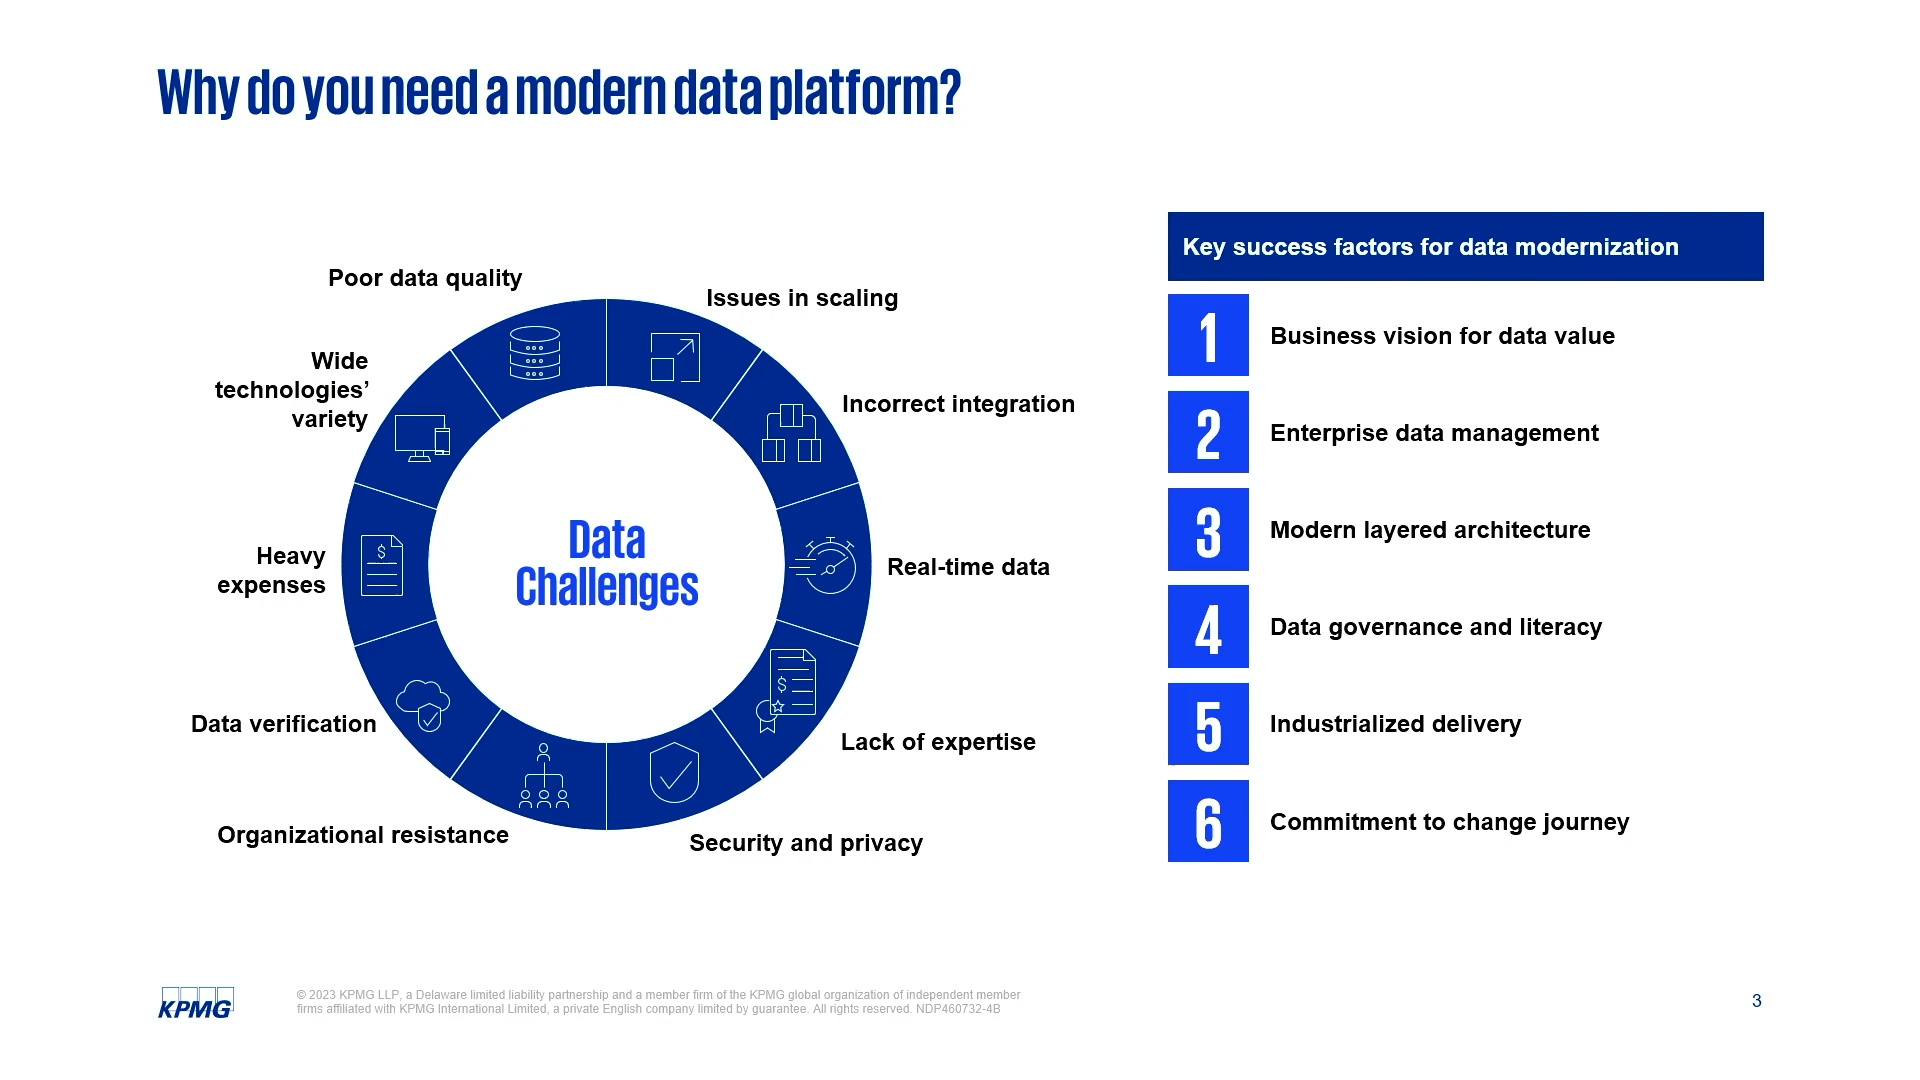 Why do you need a modern data platform?
Poor data quality
Issues in scaling
Wide
technologies’
variety
Incorrect integration
Heavy
expenses
Data
Challenges
Real-time data
Data verification
Lack of expertise
Organizational resistance
Security and privacy
$
$
Key success factors for data modernization
1 Business vision for data value
2 Enterprise data management
3 Modern layered architecture
4 Data governance and literacy
5 Industrialized delivery
6 Commitment to change journey
KPMG
© 2023 KPMG LLP, a Delaware limited liability partnership and a member firm of the KPMG global organization of independent member
firms affiliated with KPMG International Limited, a private English company limited by guarantee. All rights reserved. NDP460732-4B
3